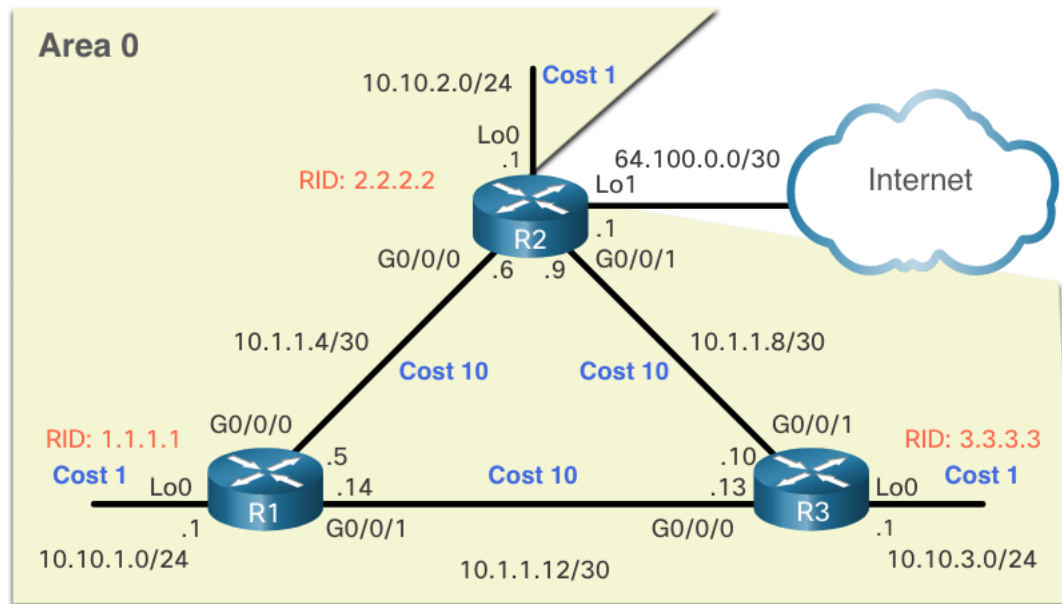 Area 0
10.10.2.0/24
Cost 1
Lo0
.1
64.100.0.0/30
Internet
RID: 2.2.2.2
Lo1
.1
R2
G0/0/0
.6
.9
G0/0/1
10.1.1.4/30
10.1.1.8/30
Cost 10
Cost 10
RID: 1.1.1.1
G0/0/0
G0/0/1
RID: 3.3.3.3
Cost 1
Lo0
.5
Cost 10
.10
Cost 1
.14
.13
Lo0
R1
R3
.1
G0/0/1
G0/0/0
.1
10.10.1.0/24
10.1.1.12/30
10.10.3.0/24